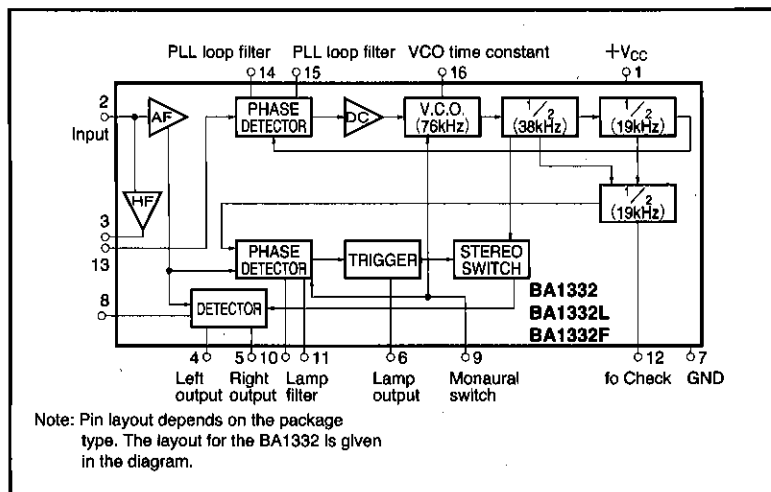 PLL loop filter PLL loop filter VCO time constant +VCC
14 15 16 1
2
Input
AF
PHASE
DETECTOR
DC
V.C.O.
(76kHz)
1/2
(38kHz)
1/2
(19kHz)
HF
1/2
(19kHz)
3
13
PHASE
DETECTOR
TRIGGER
STEREO
SWITCH
8
DETECTOR
BA1332
BA1332L
BA1332F
4 5 10 11 6 9 12 7
Left
output
Right
output
Lamp
filter
Lamp
output
Monaural
switch
fo Check
GND
Note: Pin layout depends on the package
type. The layout for the BA1332 is given
in the diagram.